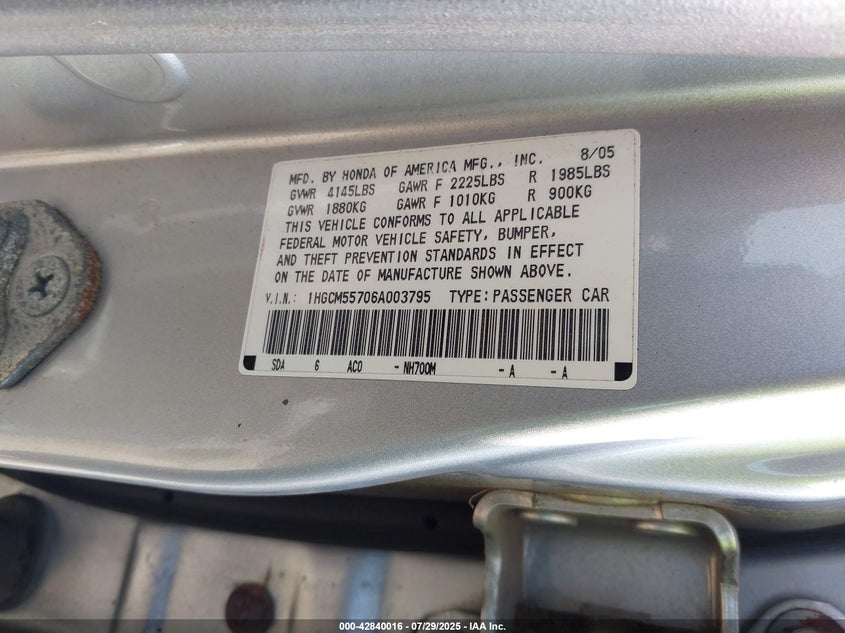 MFD. BY HONDA OF AMERICA MFG., INC. 8/05
GVWR 4145LBS GAWR F 2225LBS R 1985LBS
GVWR 1880KG GAWR F 1010KG R 900KG
THIS VEHICLE CONFORMS TO ALL APPLICABLE
FEDERAL MOTOR VEHICLE SAFETY, BUMPER,
AND THEFT PREVENTION STANDARDS IN EFFECT
ON THE DATE OF MANUFACTURE SHOWN ABOVE.
V.I.N.: 1HGCM55706A003795 TYPE: PASSENGER CAR
SDA 6 AC0 - NH700M - A - A
000-42840016 - 07/29/2025 - IAA Inc.